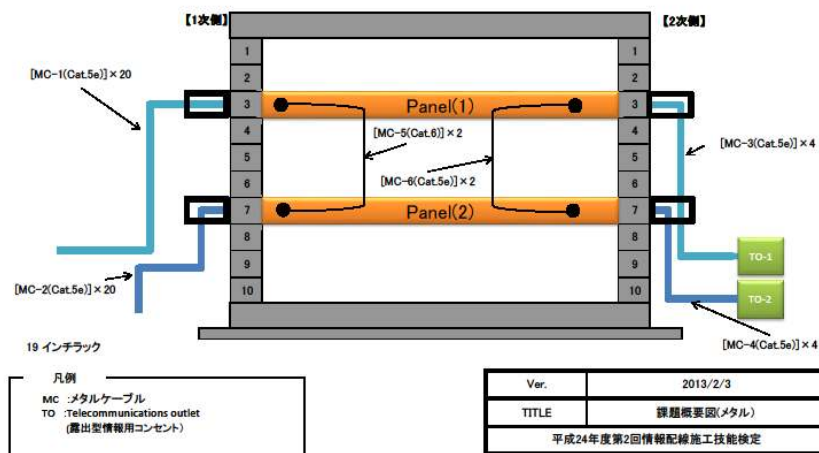 【1次側】
【2次側】
1
2
3
4
5
6
7
8
9
10
1
2
3
4
5
6
7
8
9
10
[MC-1(Cat.5e)]×20
Panel(1)
[MC-5(Cat.6)]×2
[MC-3(Cat.5e)]×4
[MC-6(Cat.5e)]×2
Panel(2)
TO-1
TO-2
[MC-2(Cat.5e)]×20
[MC-4(Cat.5e)]×4
19 インチラック
凡例
MC :メタルケーブル
TO :Telecommunications outlet
(露出型情報用コンセント)
Ver. 2013/2/3
TITLE 課題概要図(メタル)
平成24年度第2回情報配線施工技能検定